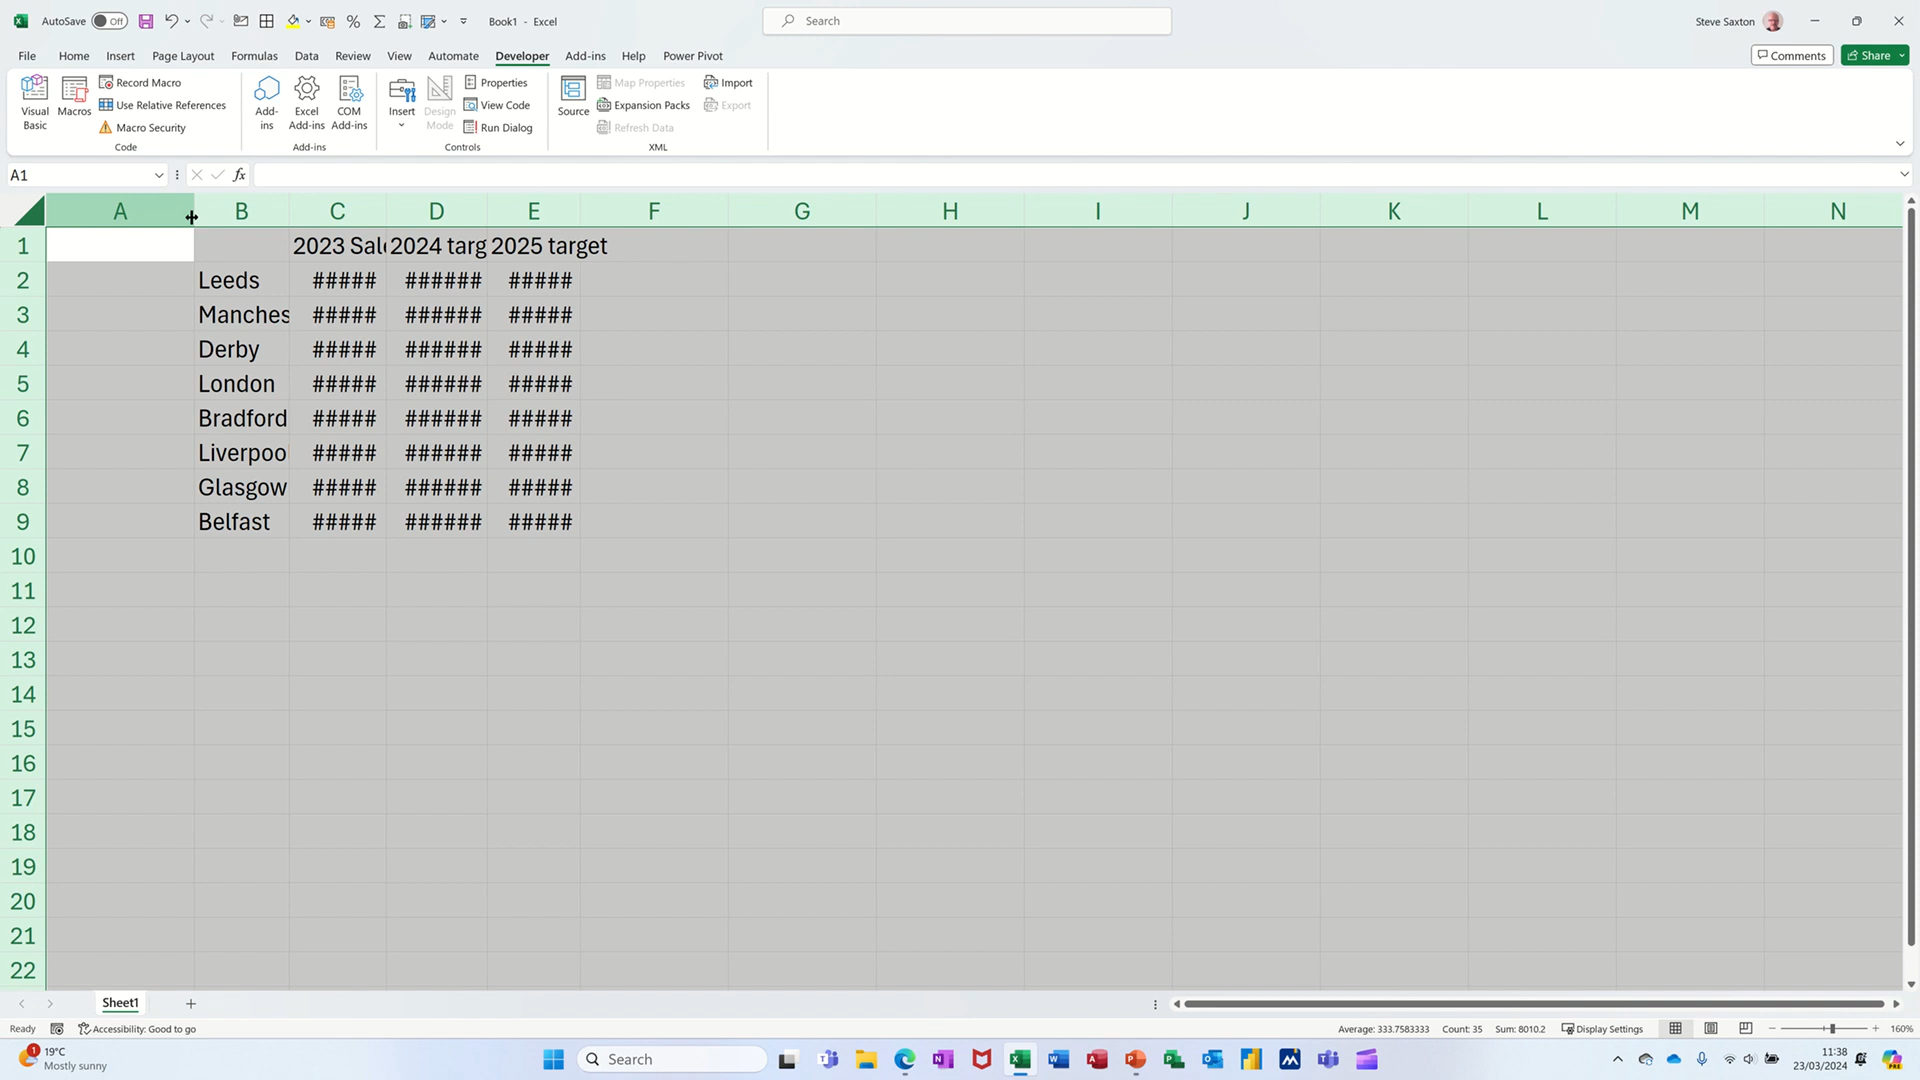 AutoSave Off Book1 - Excel Search Steve Saxton
File Home Insert Page Layout Formulas Data Review View Automate Developer Add-ins Help Power Pivot Comments Share
Visual Basic
Macros
Record Macro
Use Relative References
Macro Security
Code
Add-ins
Excel Add-ins
COM Add-ins
Add-ins
Insert
Design Mode
Properties
View Code
Run Dialog
Controls
Source
Map Properties
Expansion Packs
Refresh Data
Import
Export
XML
A1 fx
A B C D E F G H I J K L M N
1 2023 Sal 2024 targ 2025 target
2 Leeds ##### ###### #####
3 Manches ##### ###### #####
4 Derby ##### ###### #####
5 London ##### ###### #####
6 Bradford ##### ###### #####
7 Liverpoo ##### ###### #####
8 Glasgow ##### ###### #####
9 Belfast ##### ###### #####
10
11
12
13
14
15
16
17
18
19
20
21
22
Sheet1
Ready Accessibility: Good to go Average: 333.7583333 Count: 35 Sum: 8010.2 Display Settings 160%
1 19°C
Mostly sunny
Search
11:38
23/03/2024